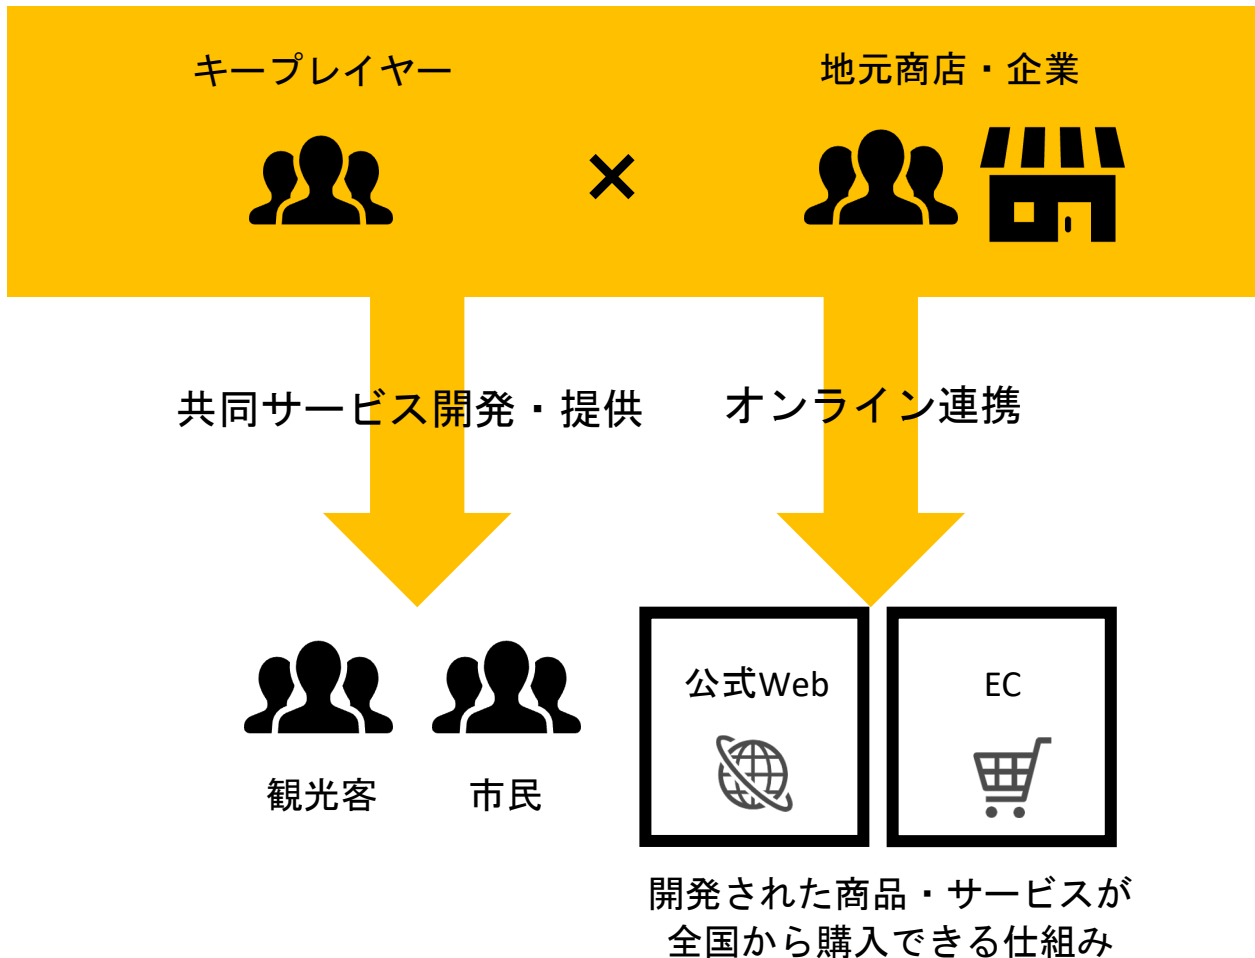 キープレイヤー
地元商店・企業
×
共同サービス開発・提供
オンライン連携
観光客
市民
公式Web
EC
開発された商品・サービスが
全国から購入できる仕組み